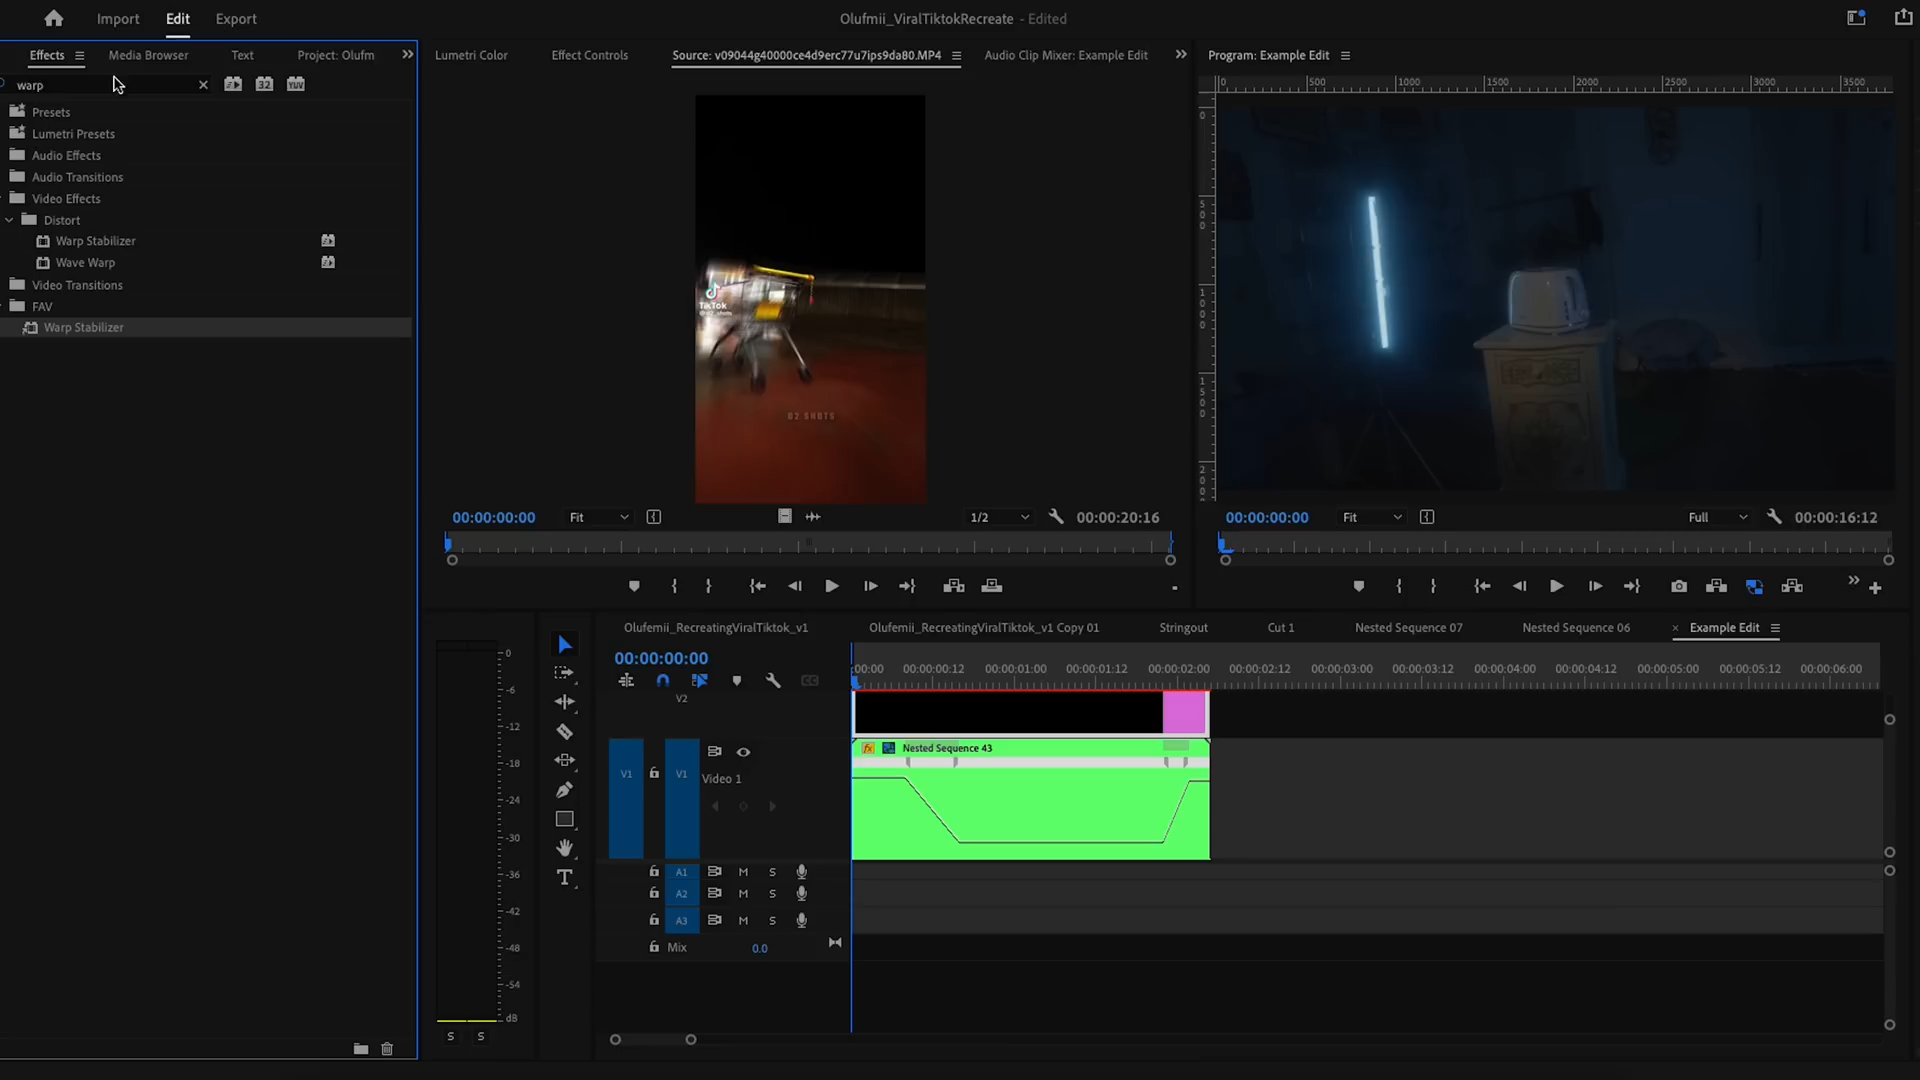 Import
Edit
Export
Olufmii_ViralTiktokRecreate - Edited
Effects
Media Browser
Text
Project: Olufm
Lumetri Color
Effect Controls
Source: v09044g40000ce4d9erc77u7ips9da80.MP4
Audio Clip Mixer: Example Edit
Program: Example Edit
warp
32
YUV
Presets
Lumetri Presets
Audio Effects
Audio Transitions
Video Effects
Distort
Warp Stabilizer
Wave Warp
Video Transitions
FAV
Warp Stabilizer
TikTok
02 SHOTS
0 500 1000 1500 2000 2500 3000 3500
0
500
1000
1500
200
00:00:00:00
Fit
1/2
00:00:20:16
00:00:00:00
Fit
Full
00:00:16:12
Olufemii_RecreatingViralTiktok_v1
Olufemii_RecreatingViralTiktok_v1 Copy 01
Stringout
Cut 1
Nested Sequence 07
Nested Sequence 06
Example Edit
00:00:00:00
:00:00 00:00:00:12 00:00:01:00 00:00:01:12 00:00:02:00 00:00:02:12 00:00:03:00 00:00:03:12 00:00:04:00 00:00:04:12 00:00:05:00 00:00:05:12 00:00:06:00
V2
fx Nested Sequence 43
V1
V1
Video 1
A1 M S
A2 M S
A3 M S
Mix 0.0
0
-6
-12
-18
-24
-30
-36
-42
-48
-54
dB
S S